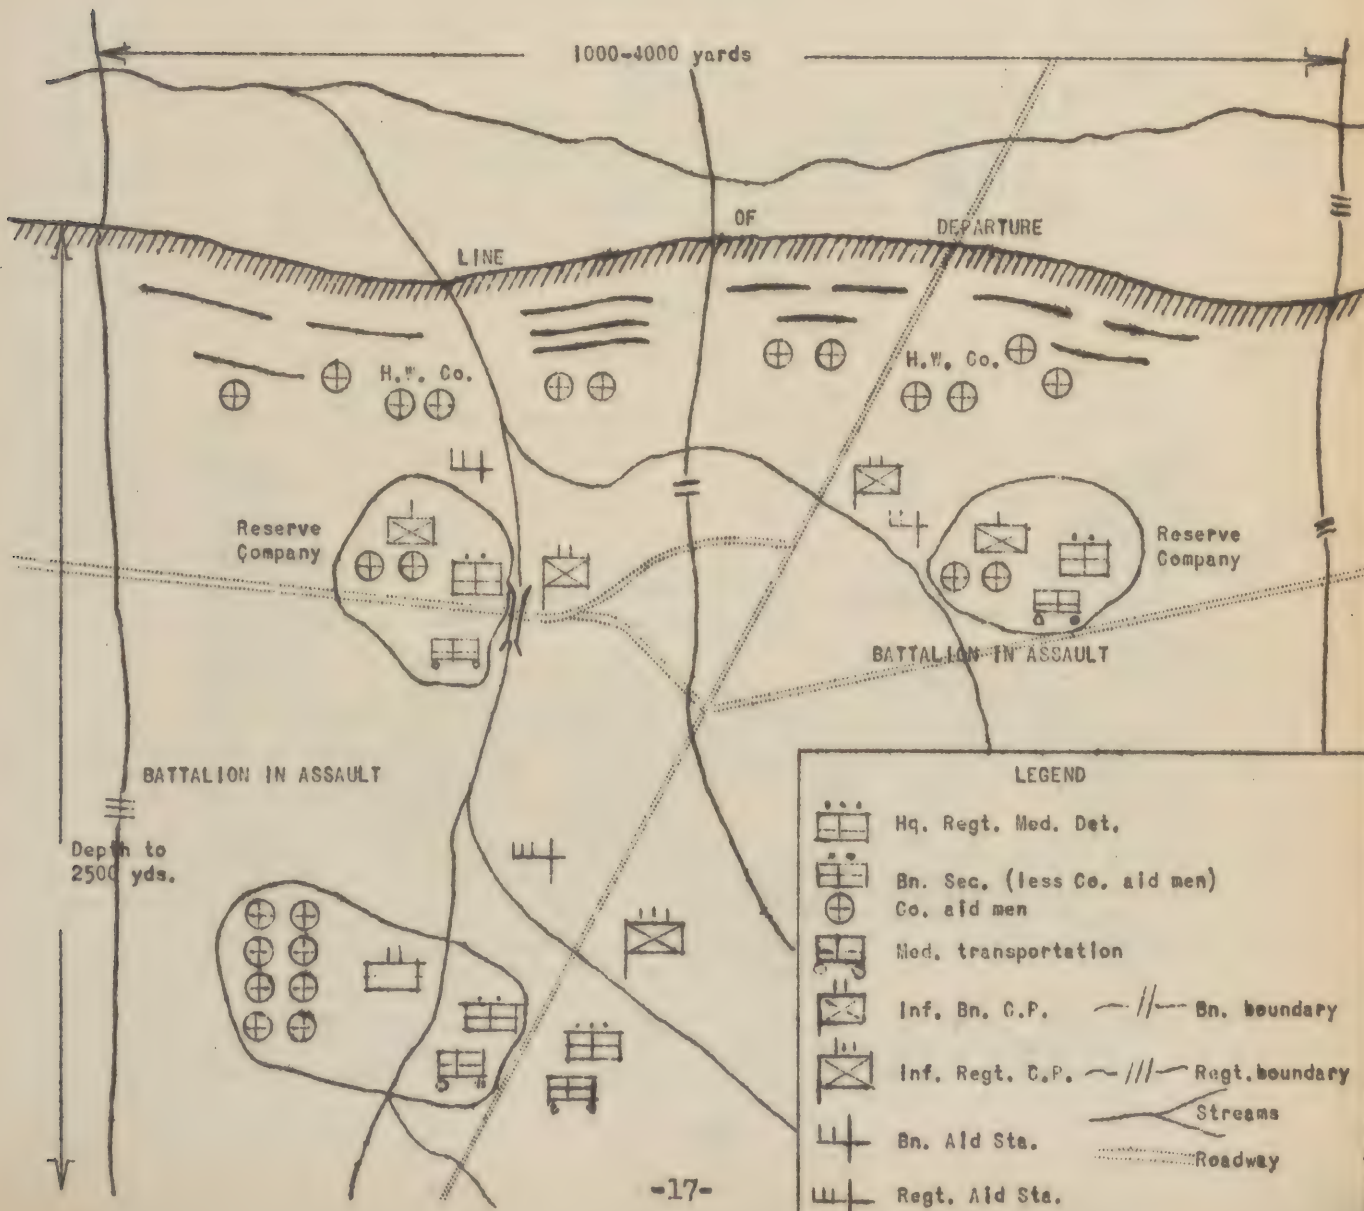 1000-4000 yards
LINE OF DEPARTURE
H.W. Co.
H.W. Co.
Reserve
Company
Reserve
Company
BATTALION IN ASSAULT
BATTALION IN ASSAULT
Depth to
2500 yds.
LEGEND
Hq. Regt. Med. Det.
Bn. Sec. (less Co. aid men)
Co. aid men
Med. transportation
Inf. Bn. C.P. Bn. boundary
Inf. Regt. C.P. Regt. boundary
Streams
Bn. Aid Sta.
Roadway
Regt. Aid Sta.
-17-